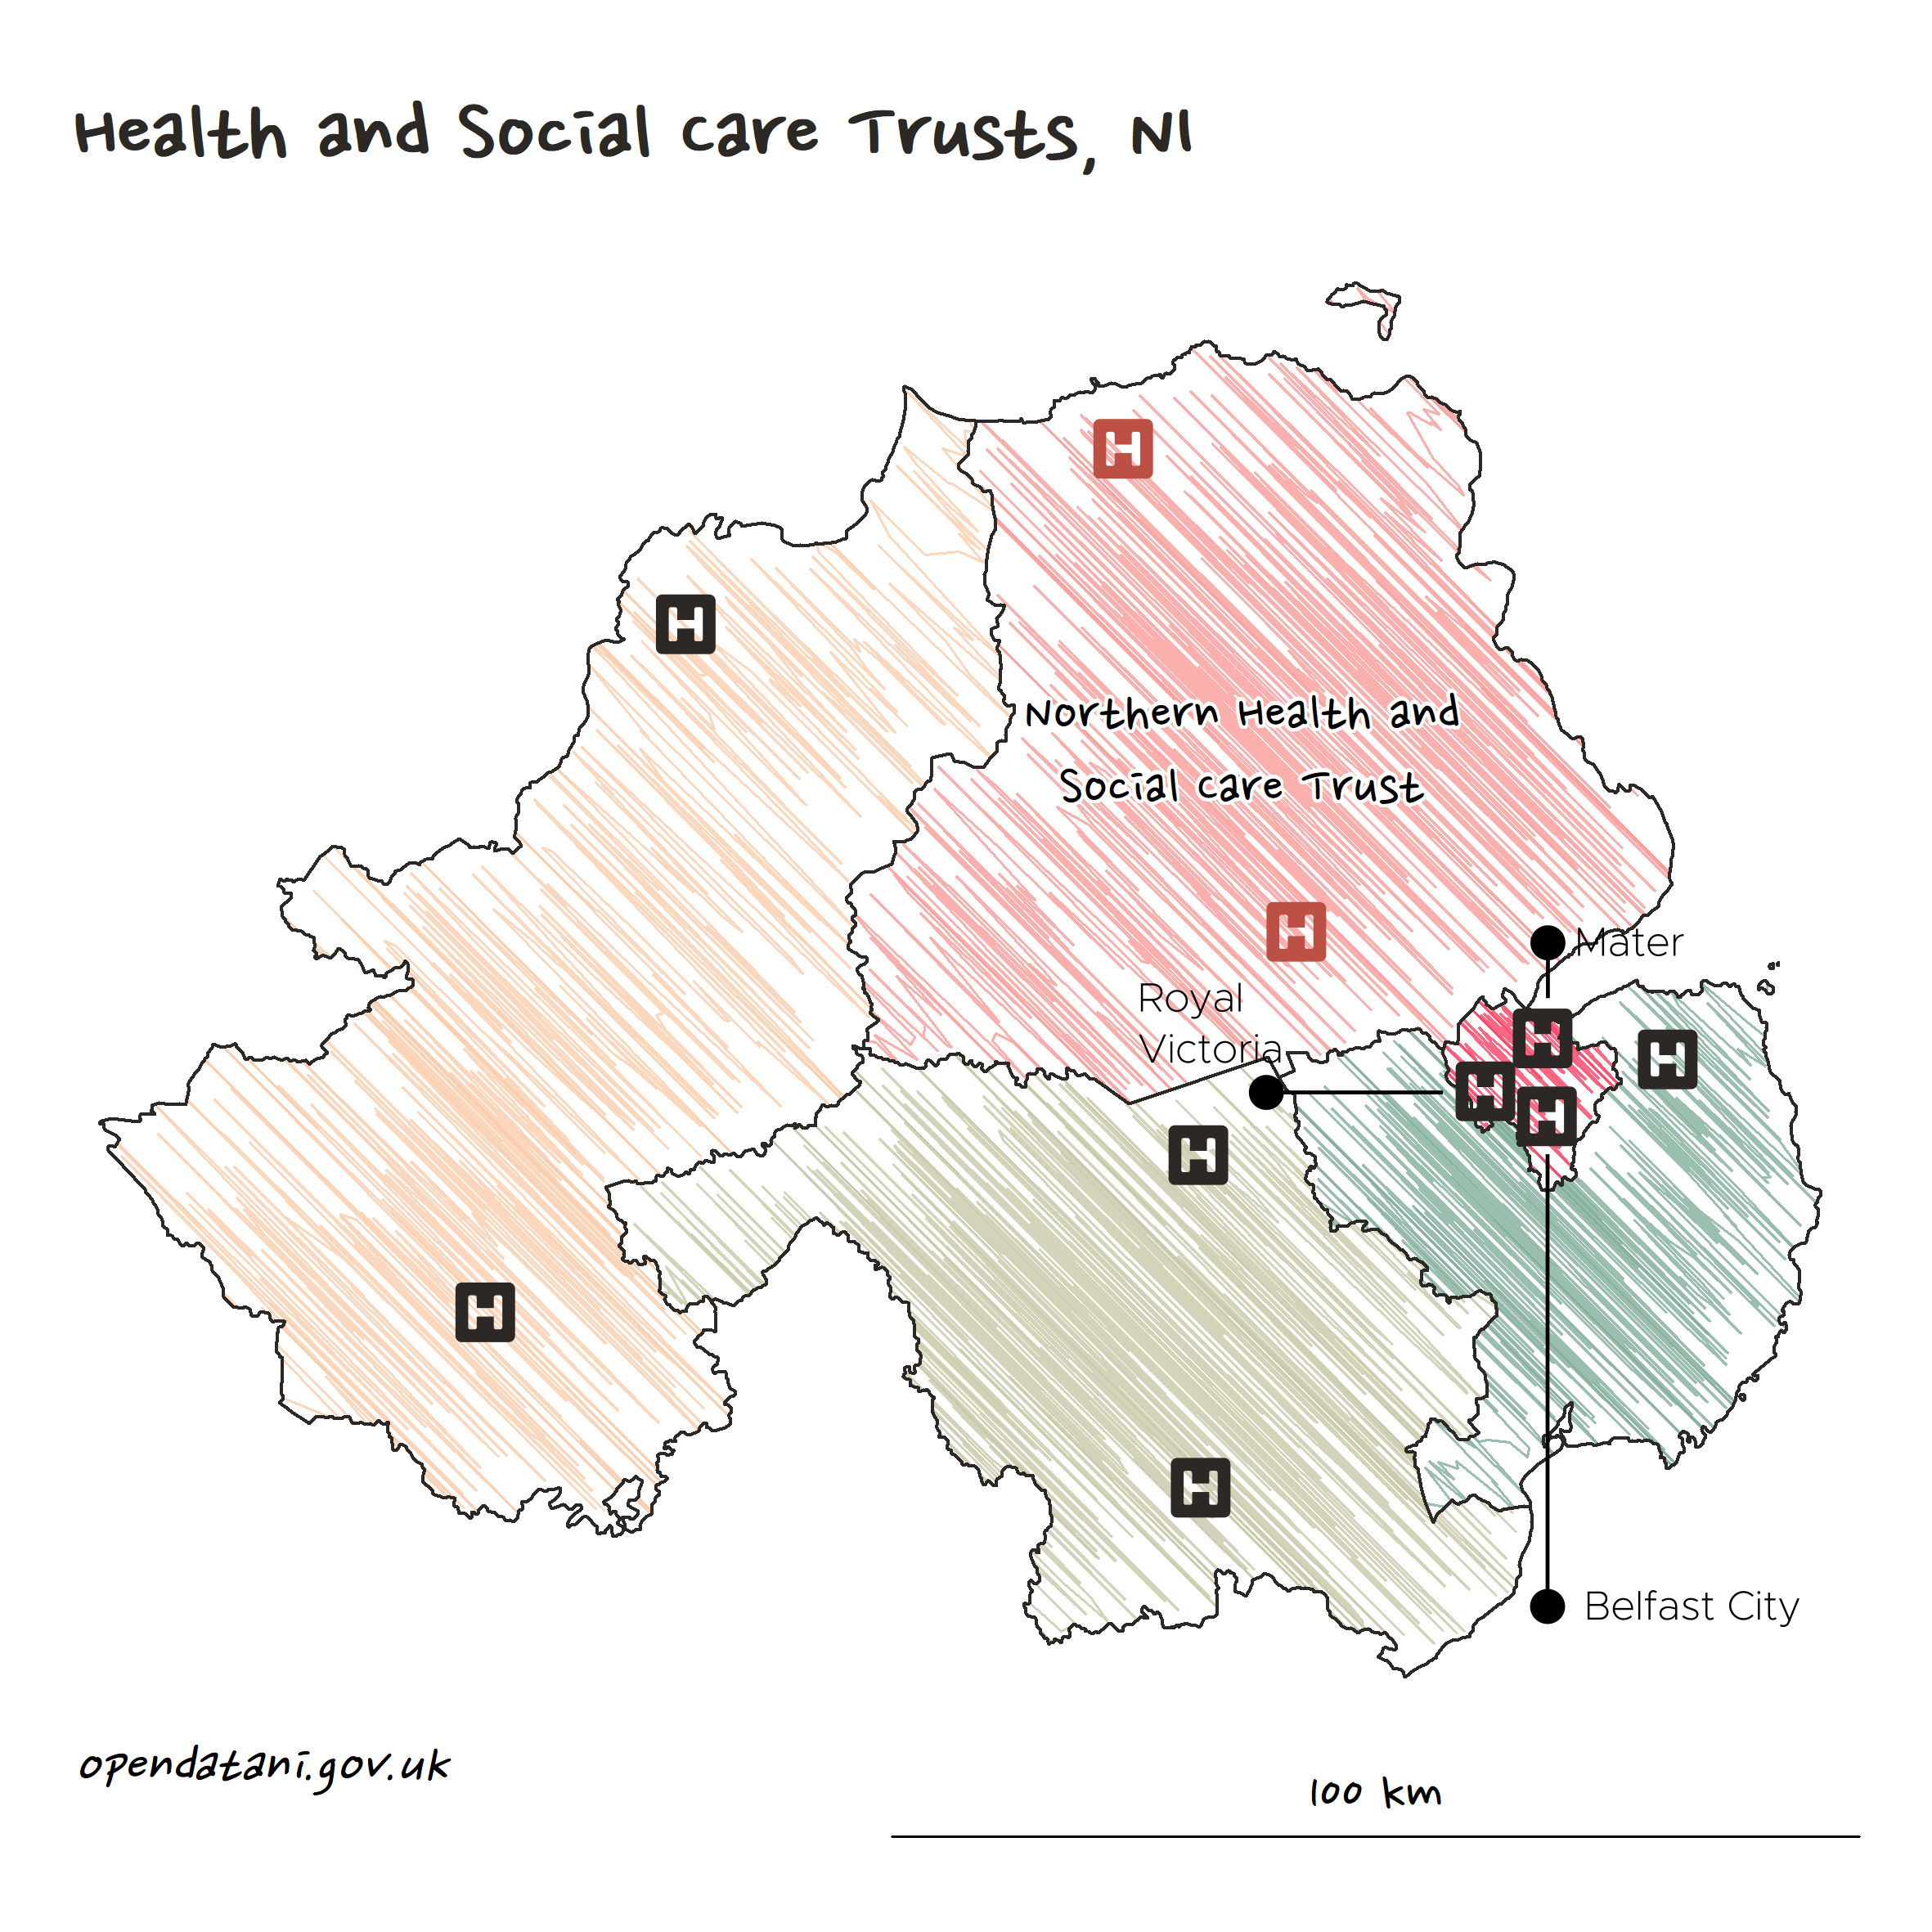 Health and Social Care Trusts, NI
H
H
Northern Health and
Social Care Trust
H
Mater
Royal
Victoria
H
H
H
H
H
H
H
Belfast City
opendatani.gov.uk
100 km